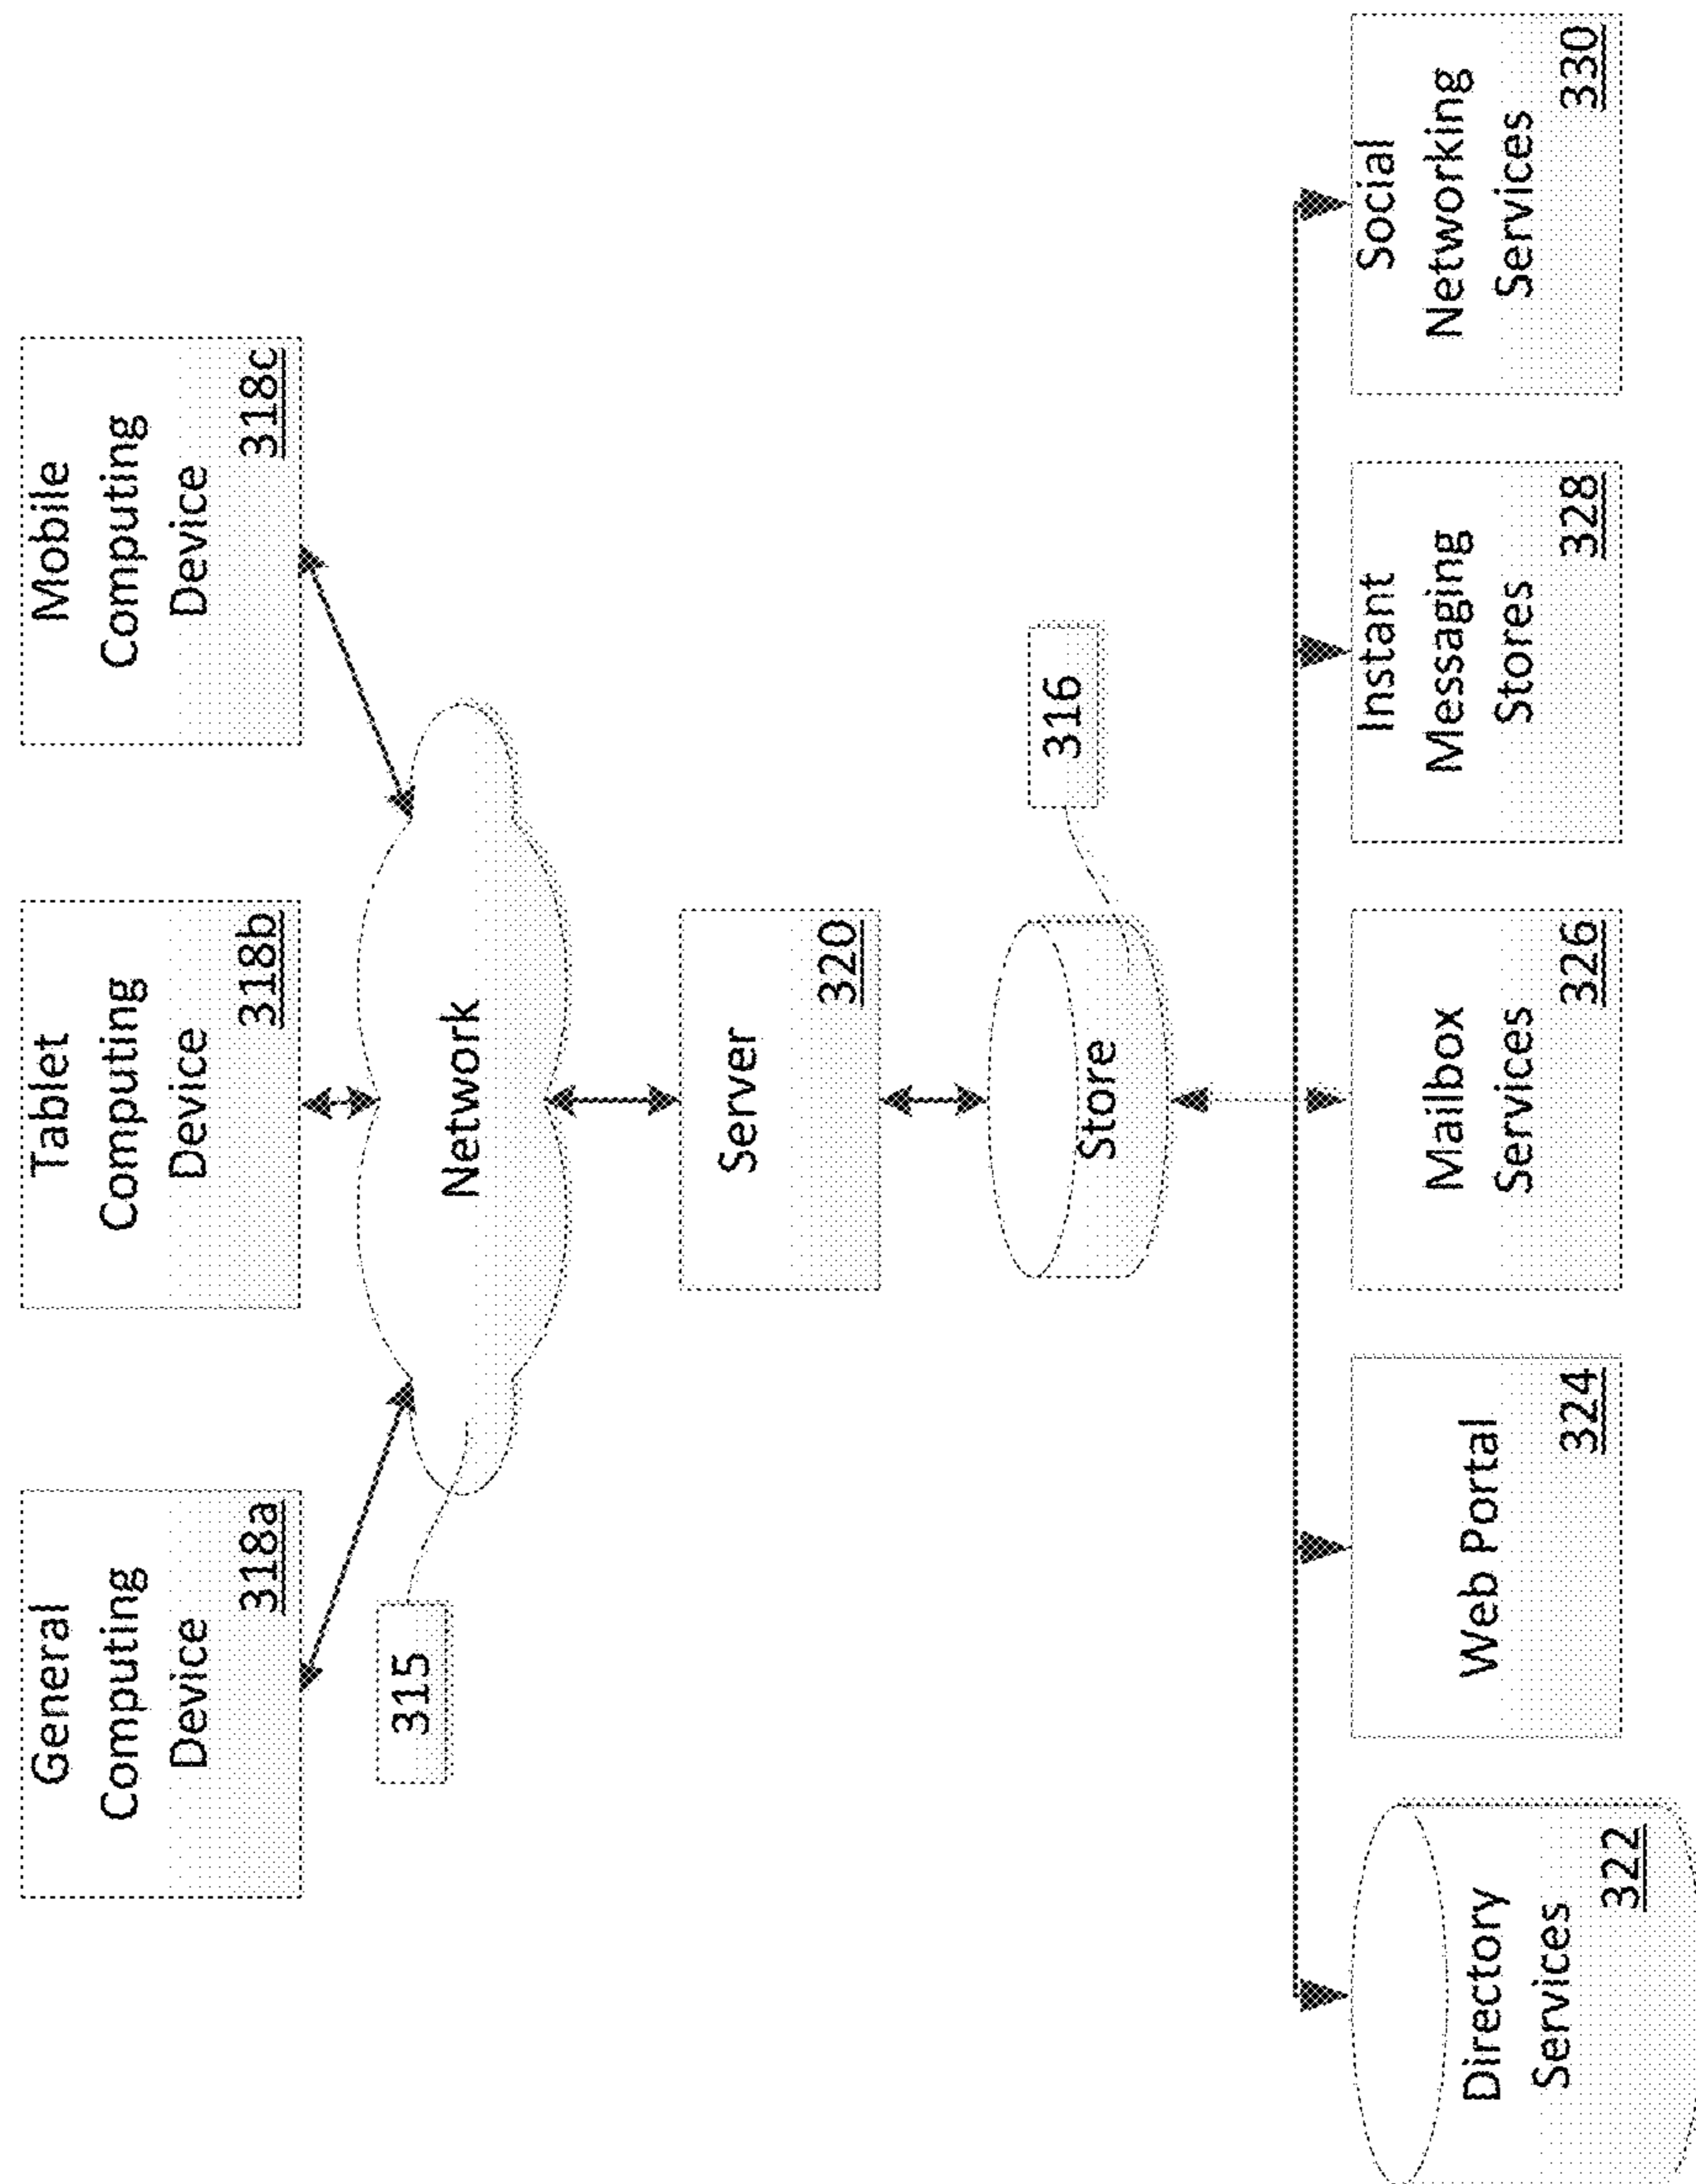 General
Computing
Device
318a
Tablet
Computing
Device
318b
Mobile
Computing
Device
318c
315
Network
Server
320
Store
316
Directory
Services
322
Web Portal
324
Mailbox
Services
326
Instant
Messaging
Stores
328
Social
Networking
Services
330